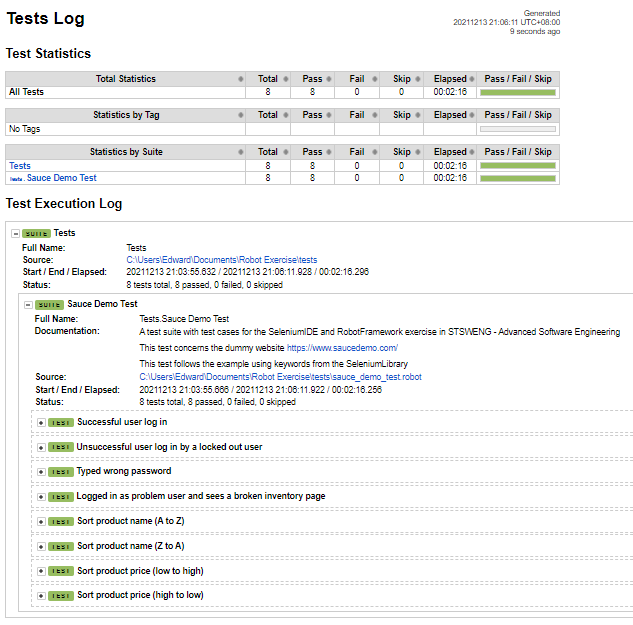 Tests Log
Generated
20211213 21:06:11 UTC+08:00
9 seconds ago
Test Statistics
Total Statistics Total Pass Fail Skip Elapsed Pass / Fail / Skip
All Tests 8 8 0 0 00:02:16
Statistics by Tag Total Pass Fail Skip Elapsed Pass / Fail / Skip
No Tags
Statistics by Suite Total Pass Fail Skip Elapsed Pass / Fail / Skip
Tests 8 8 0 0 00:02:16
Tests . Sauce Demo Test 8 8 0 0 00:02:16
Test Execution Log
SUITE Tests
Full Name: Tests
Source: C:\Users\Edward\Documents\Robot Exercise\tests
Start / End / Elapsed: 20211213 21:03:55.632 / 20211213 21:06:11.928 / 00:02:16.296
Status: 8 tests total, 8 passed, 0 failed, 0 skipped
SUITE Sauce Demo Test
Full Name: Tests.Sauce Demo Test
Documentation: A test suite with test cases for the SeleniumIDE and RobotFramework exercise in STSWENG - Advanced Software Engineering
This test concerns the dummy website https://www.saucedemo.com/
This test follows the example using keywords from the SeleniumLibrary
Source: C:\Users\Edward\Documents\Robot Exercise\tests\sauce_demo_test.robot
Start / End / Elapsed: 20211213 21:03:55.666 / 20211213 21:06:11.922 / 00:02:16.256
Status: 8 tests total, 8 passed, 0 failed, 0 skipped
TEST Successful user log in
TEST Unsuccessful user log in by a locked out user
TEST Typed wrong password
TEST Logged in as problem user and sees a broken inventory page
TEST Sort product name (A to Z)
TEST Sort product name (Z to A)
TEST Sort product price (low to high)
TEST Sort product price (high to low)